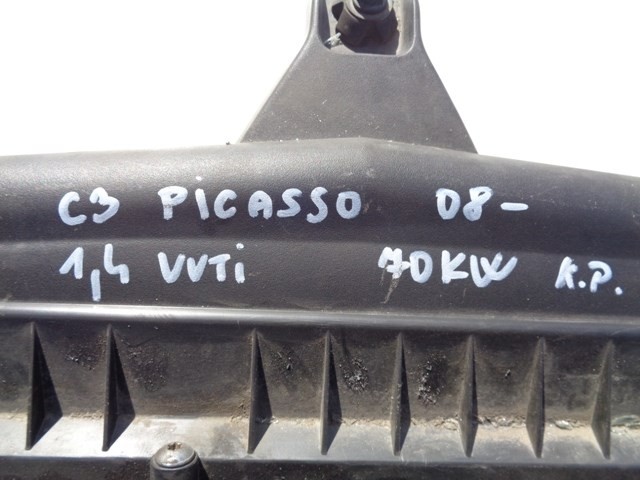 C3 PiCASSO 08-
1,4 VVTi 70KW K.P.